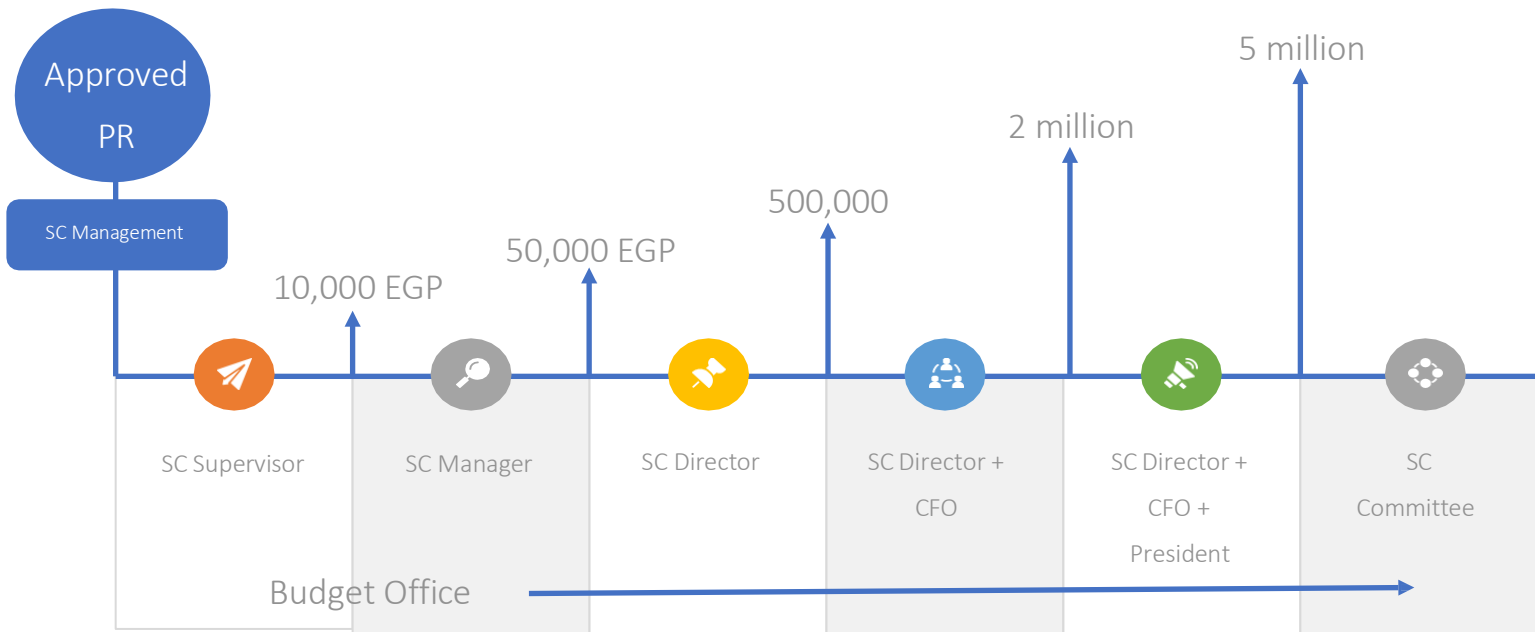 Approved
PR
SC Management
10,000 EGP
50,000 EGP
500,000
2 million
5 million
SC Supervisor
SC Manager
SC Director
SC Director +
CFO
SC Director +
CFO +
President
SC
Committee
Budget Office